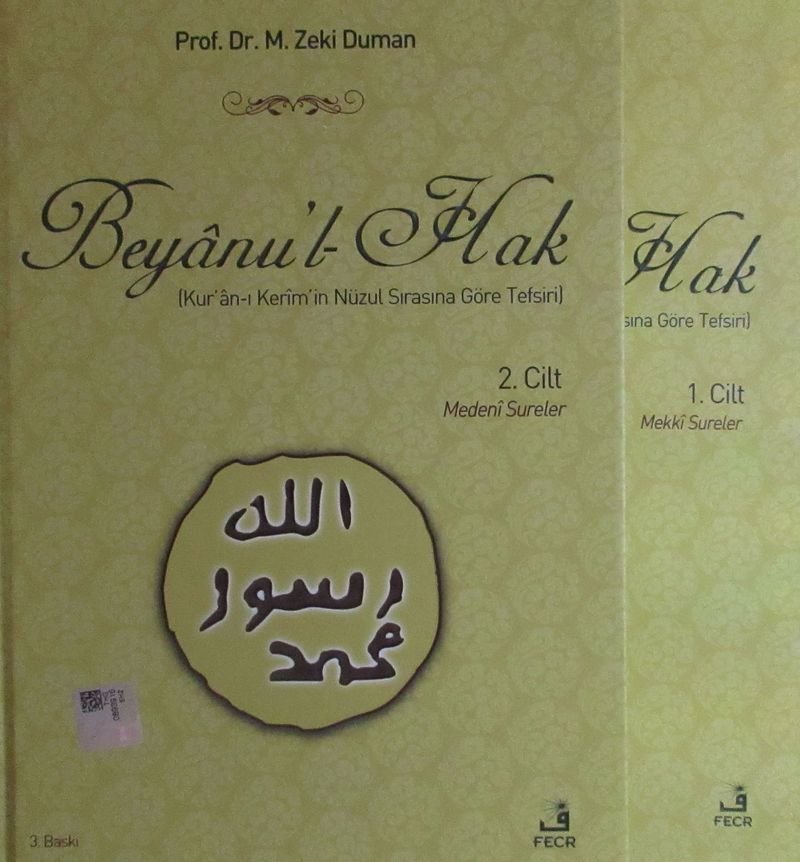 Prof. Dr. M. Zeki Duman
Beyânu'l-Hak
(Kur'ân-ı Kerîm'in Nüzul Sırasına Göre Tefsiri)
2. Cilt
Medenî Sureler
الله
رسول
محمد
3. Baskı
ف
FECR
Hak
sına Göre Tefsiri)
1. Cilt
Mekkî Sureler
ف
FECR